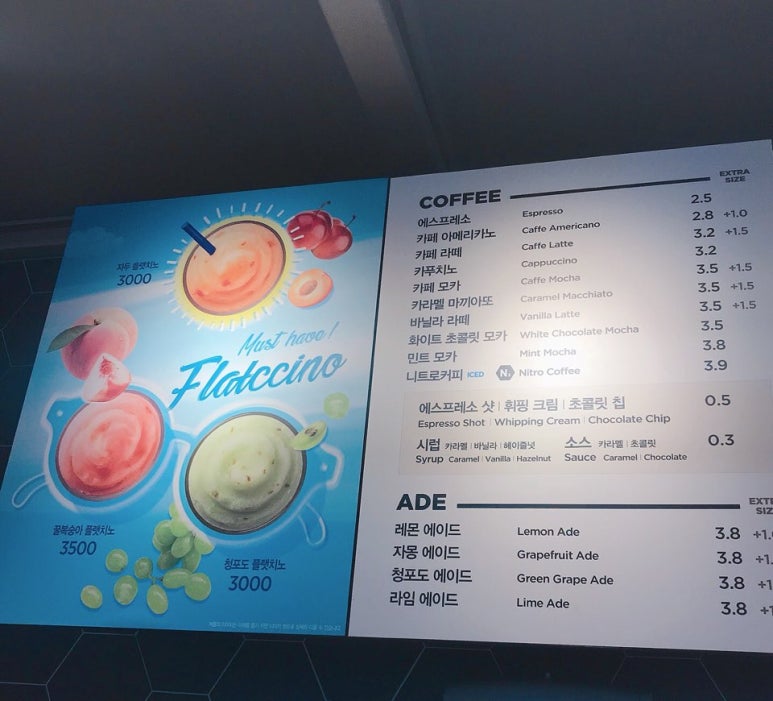 자두 플랫치노
3000
Must have!
Flatccino
꿀복숭아 플랫치노
3500
청포도 플랫치노
3000
COFFEE EXTRA SIZE
에스프레소 Espresso 2.5
카페 아메리카노 Caffe Americano 2.8 +1.0
카페 라떼 Caffe Latte 3.2 +1.5
카푸치노 Cappuccino 3.2
카페 모카 Caffe Mocha 3.5 +1.5
카라멜 마끼아또 Caramel Macchiato 3.5 +1.5
바닐라 라떼 Vanilla Latte 3.5 +1.5
화이트 초콜릿 모카 White Chocolate Mocha 3.5
민트 모카 Mint Mocha 3.8
니트로커피 ICED N₂ Nitro Coffee 3.9
에스프레소 샷 | 휘핑 크림 | 초콜릿 칩 0.5
Espresso Shot | Whipping Cream | Chocolate Chip
시럽 카라멜 | 바닐라 | 헤이즐넛 소스 카라멜 | 초콜릿 0.3
Syrup Caramel | Vanilla | Hazelnut Sauce Caramel | Chocolate
ADE
레몬 에이드 Lemon Ade 3.8
자몽 에이드 Grapefruit Ade 3.8
청포도 에이드 Green Grape Ade 3.8
라임 에이드 Lime Ade 3.8